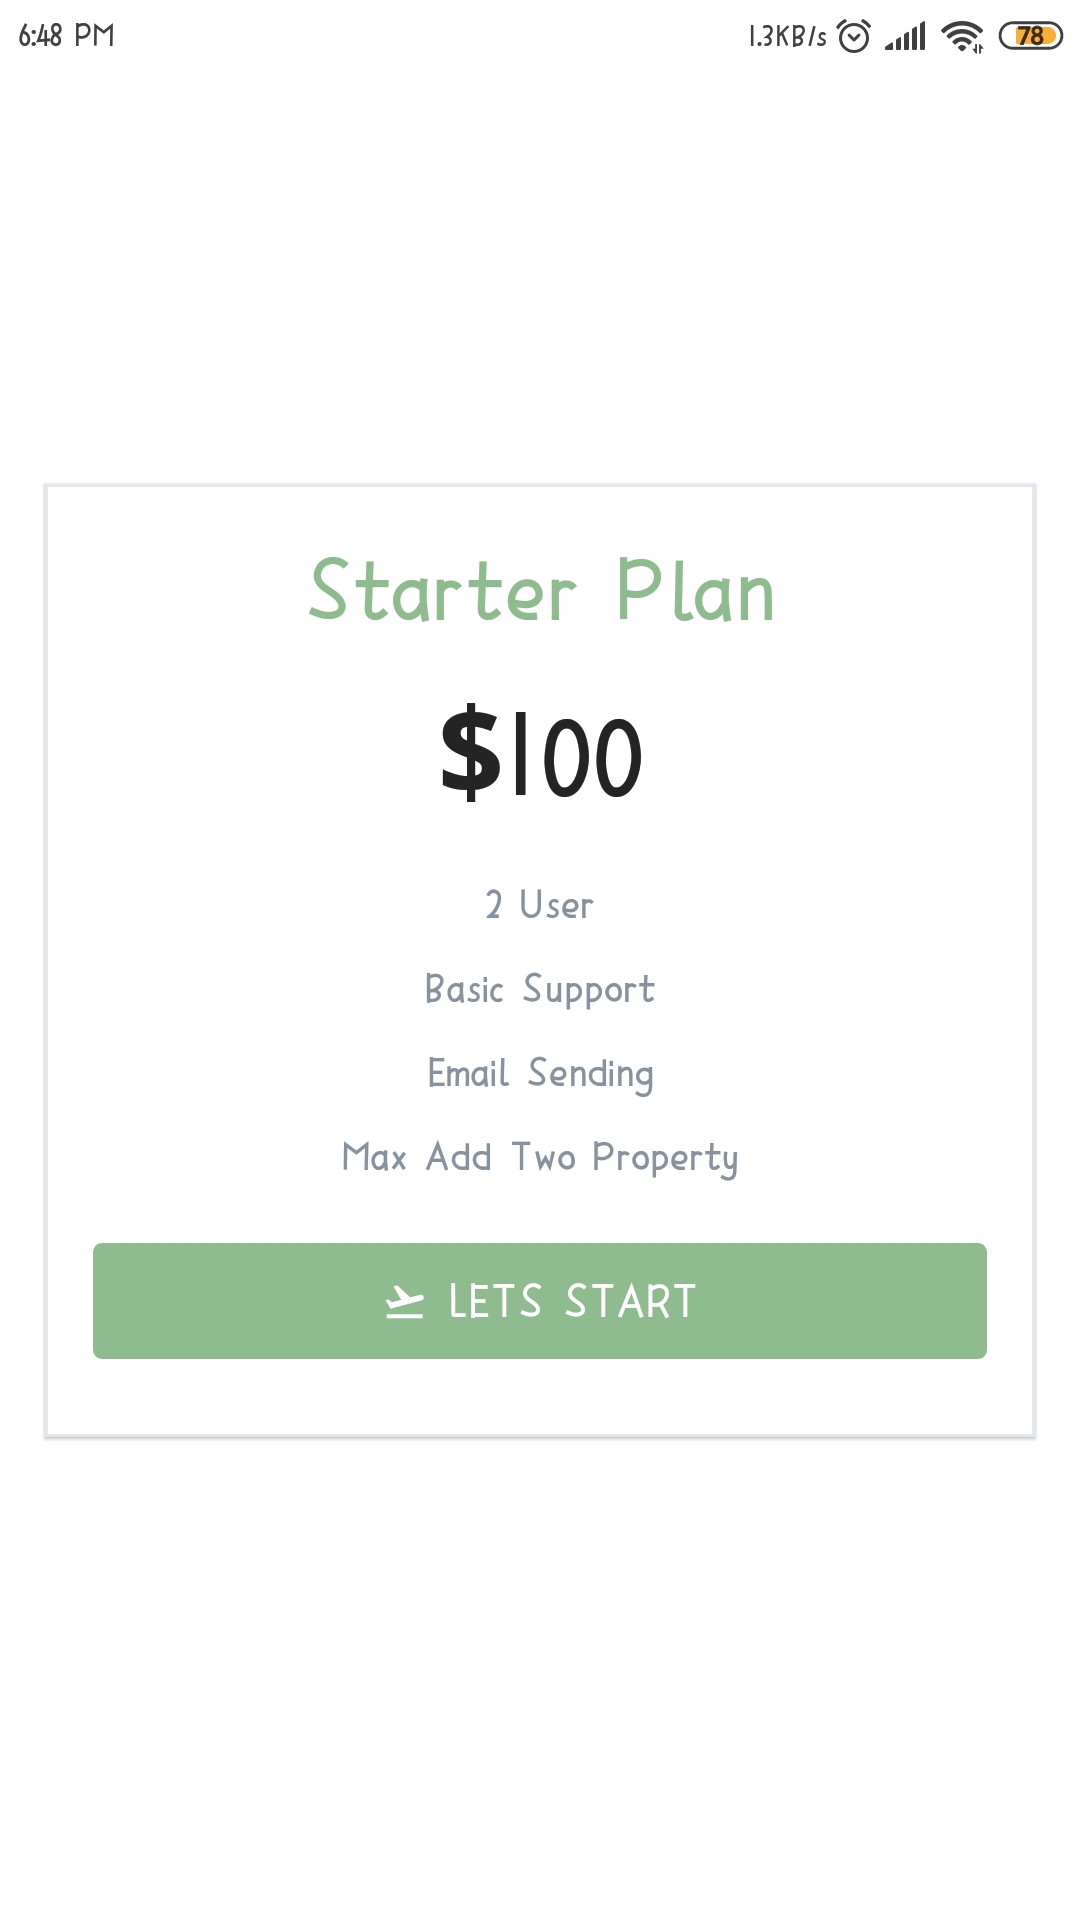 6:48 PM 1.3KB/s 78
Starter Plan
$100
2 User
Basic Support
Email Sending
Max Add Two Property
LETS START